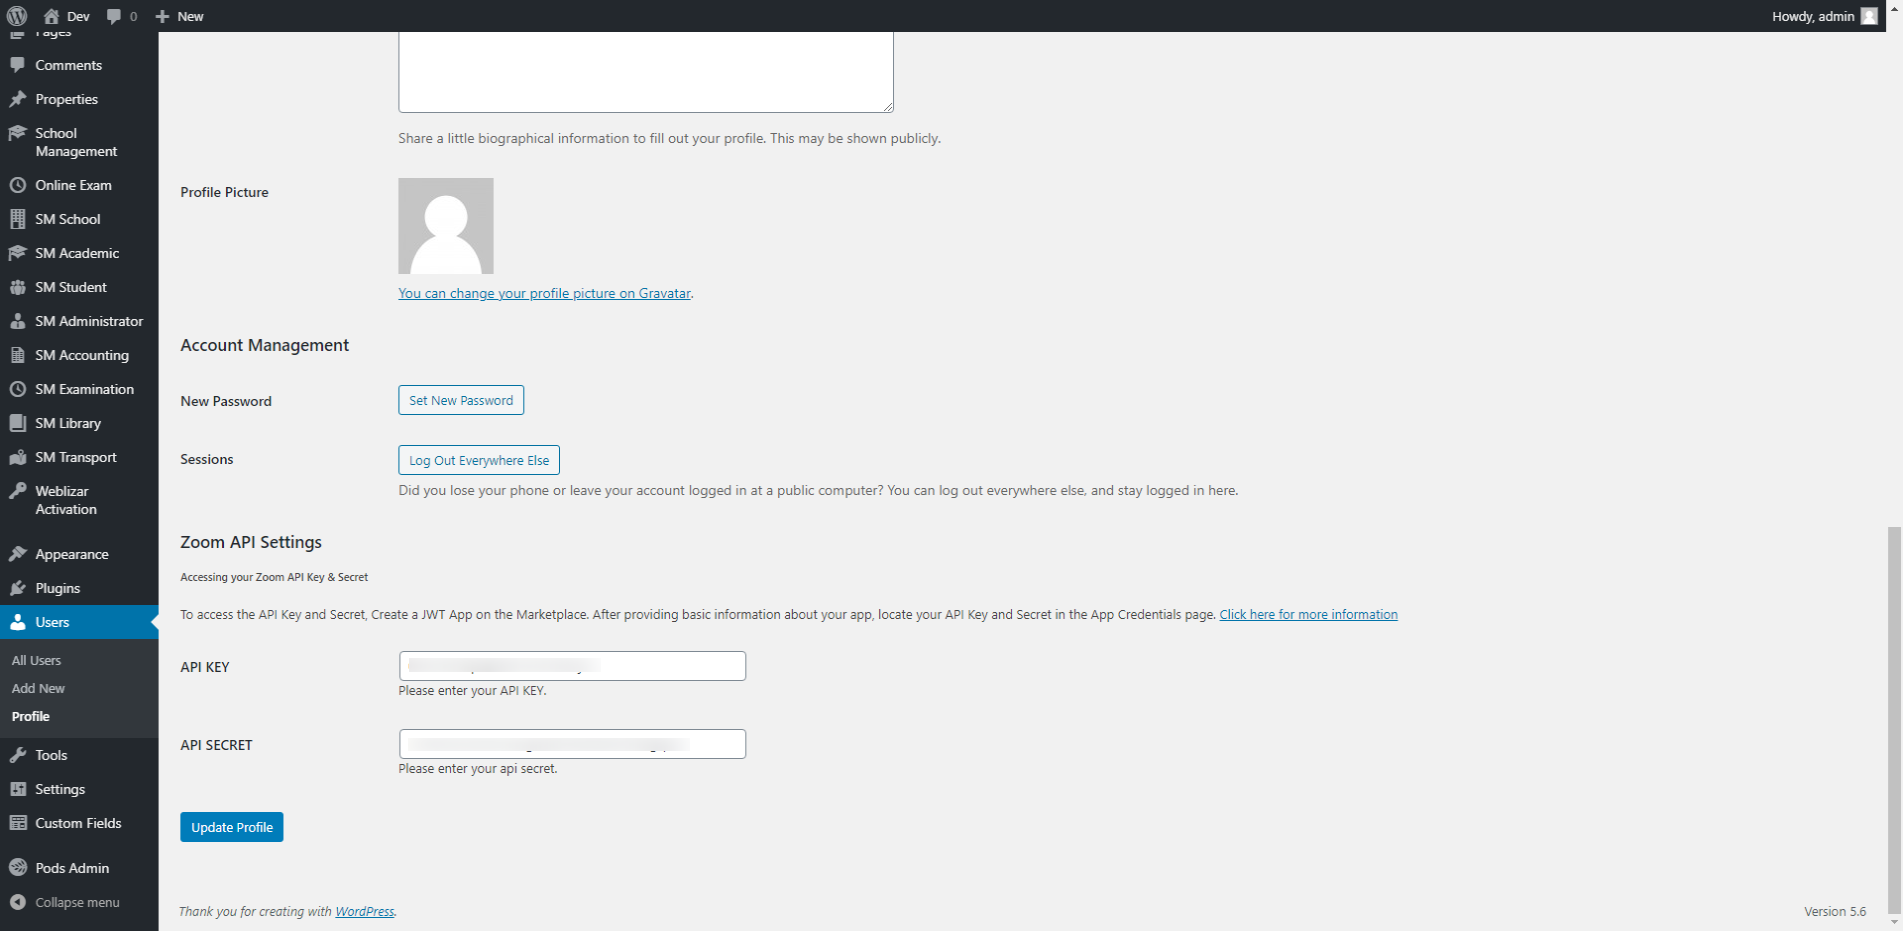 Dev
0
New
Howdy, admin
Pages
Comments
Properties
School
Management
Online Exam
SM School
SM Academic
SM Student
SM Administrator
SM Accounting
SM Examination
SM Library
SM Transport
Weblizar
Activation
Appearance
Plugins
Users
All Users
Add New
Profile
Tools
Settings
Custom Fields
Pods Admin
Collapse menu
Share a little biographical information to fill out your profile. This may be shown publicly.
Profile Picture
You can change your profile picture on Gravatar.
Account Management
New Password
Set New Password
Sessions
Log Out Everywhere Else
Did you lose your phone or leave your account logged in at a public computer? You can log out everywhere else, and stay logged in here.
Zoom API Settings
Accessing your Zoom API Key & Secret
To access the API Key and Secret, Create a JWT App on the Marketplace. After providing basic information about your app, locate your API Key and Secret in the App Credentials page. Click here for more information
API KEY
Please enter your API KEY.
API SECRET
Please enter your api secret.
Update Profile
Thank you for creating with WordPress.
Version 5.6